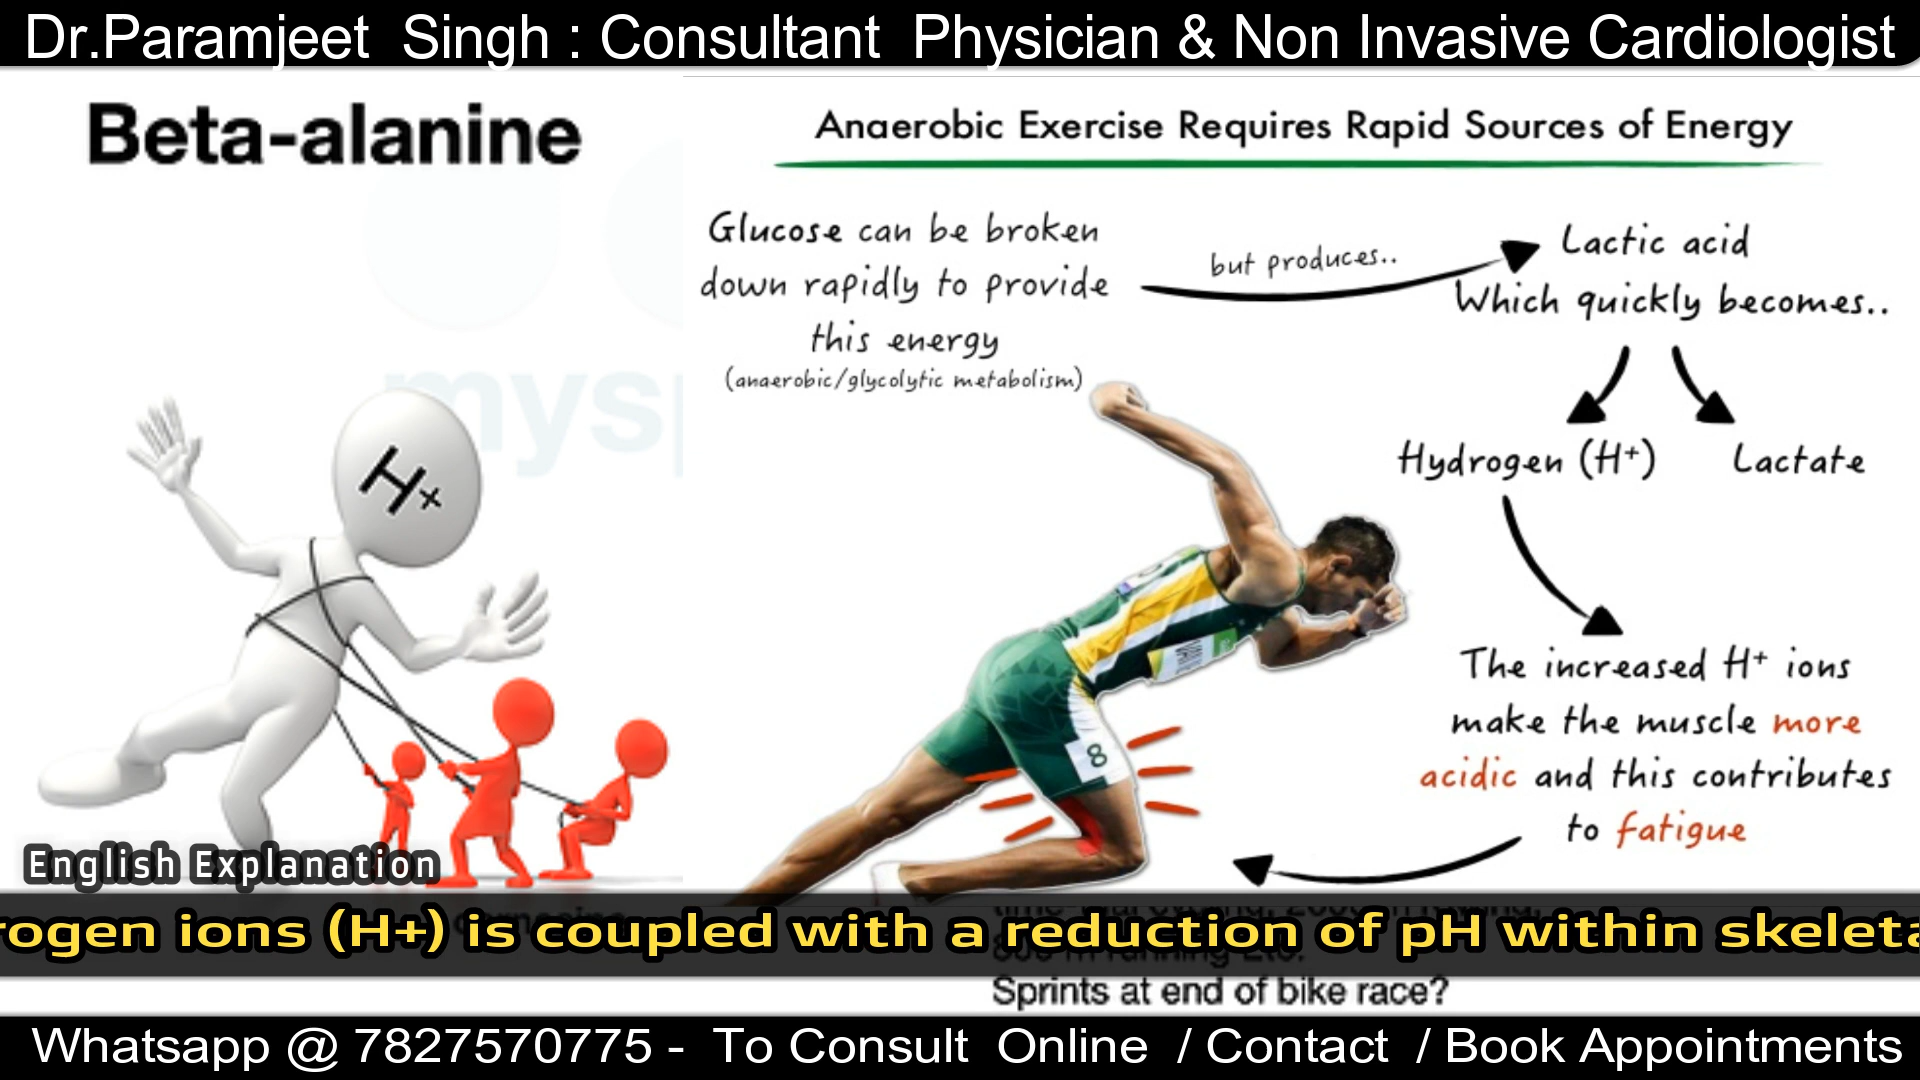 Dr.Paramjeet Singh : Consultant Physician & Non Invasive Cardiologist
Beta-alanine
Anaerobic Exercise Requires Rapid Sources of Energy
Glucose can be broken
down rapidly to provide
this energy
(anaerobic/glycolytic metabolism)
but produces..
Lactic acid
Which quickly becomes..
Hydrogen (H+)
Lactate
mysp
H+
The increased H+ ions
make the muscle more
acidic and this contributes
to fatigue
8
English Explanation
rogen ions (H+) is coupled with a reduction of pH within skeleta
Sprints at end of bike race?
Whatsapp @ 7827570775 - To Consult Online / Contact / Book Appointments